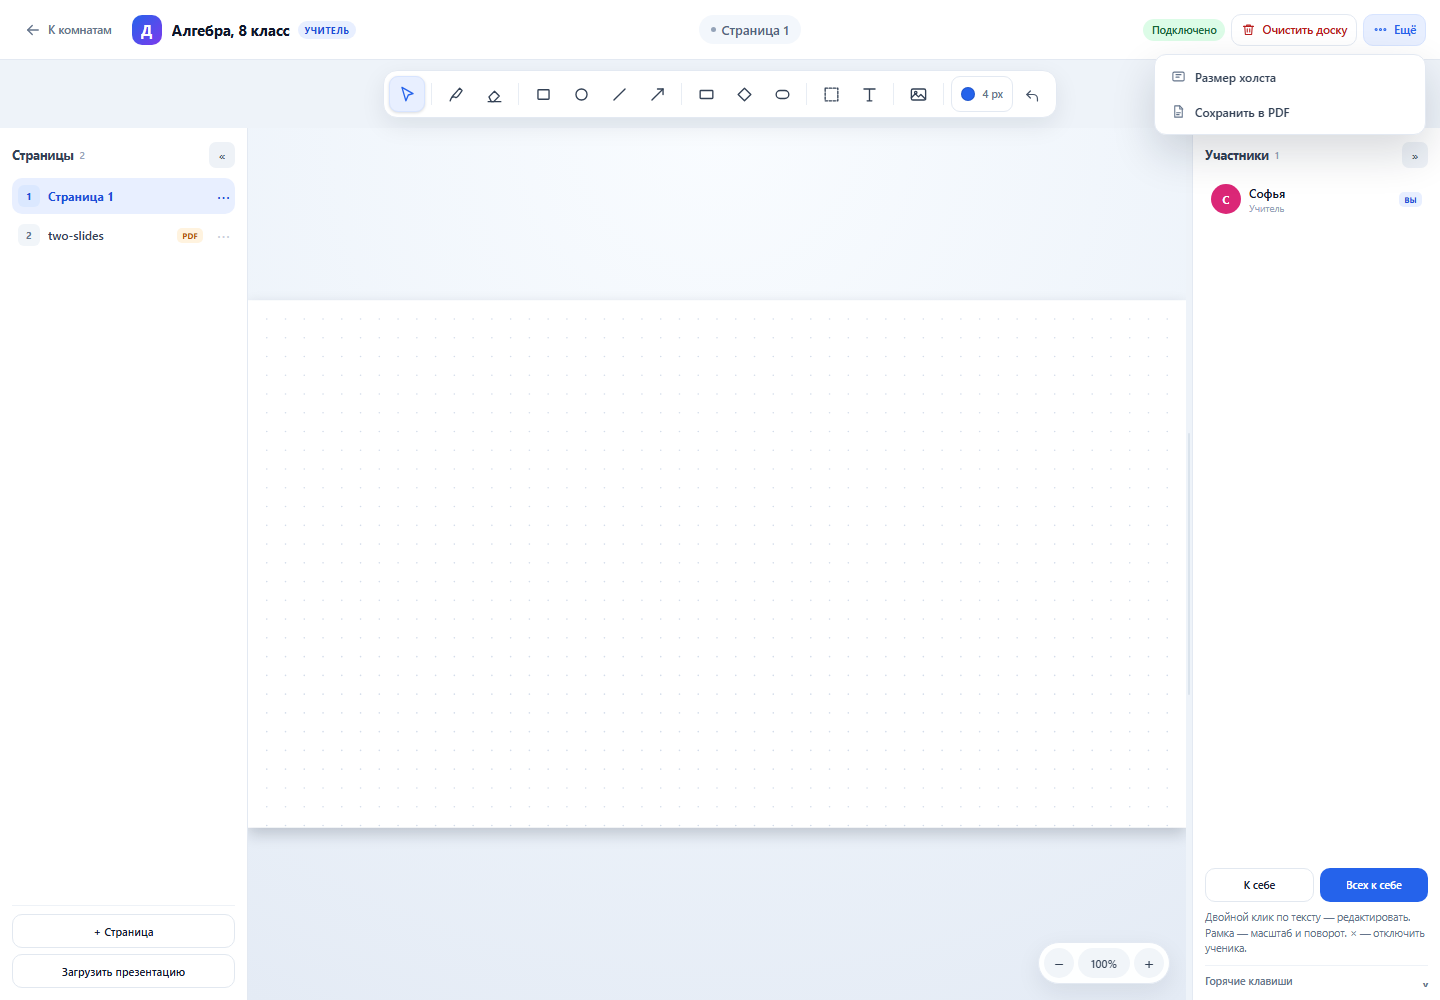 К комнатам
Д
Алгебра, 8 класс
УЧИТЕЛЬ
Страница 1
Подключено
Очистить доску
Ещё
Размер холста
Сохранить в PDF
4 px
Страницы 2
«
1 Страница 1
2 two-slides PDF
+ Страница
Загрузить презентацию
Участники 1
»
С
Софья
Учитель
ВЫ
К себе
Всех к себе
Двойной клик по тексту — редактировать.
Рамка — масштаб и поворот. × — отключить
ученика.
Горячие клавиши
− 100% +